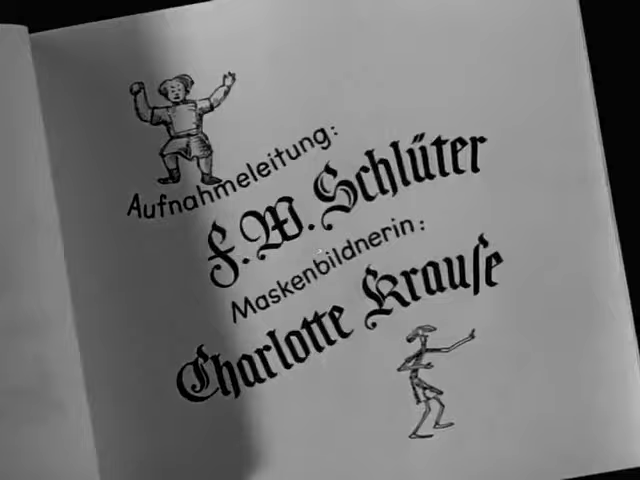 Aufnahmeleitung:
F.W. Schlüter
Maskenbildnerin:
Charlotte Krauſe